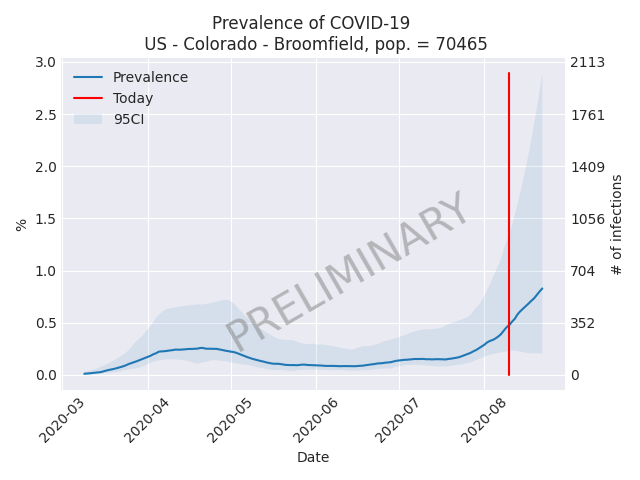 Prevalence of COVID-19
US - Colorado - Broomfield, pop. = 70465
3.0
2.5
2.0
1.5
1.0
0.5
0.0
%
Prevalence
Today
95CI
PRELIMINARY
2113
1761
1409
1056
704
352
0
# of infections
2020-03
2020-04
2020-05
2020-06
2020-07
2020-08
Date